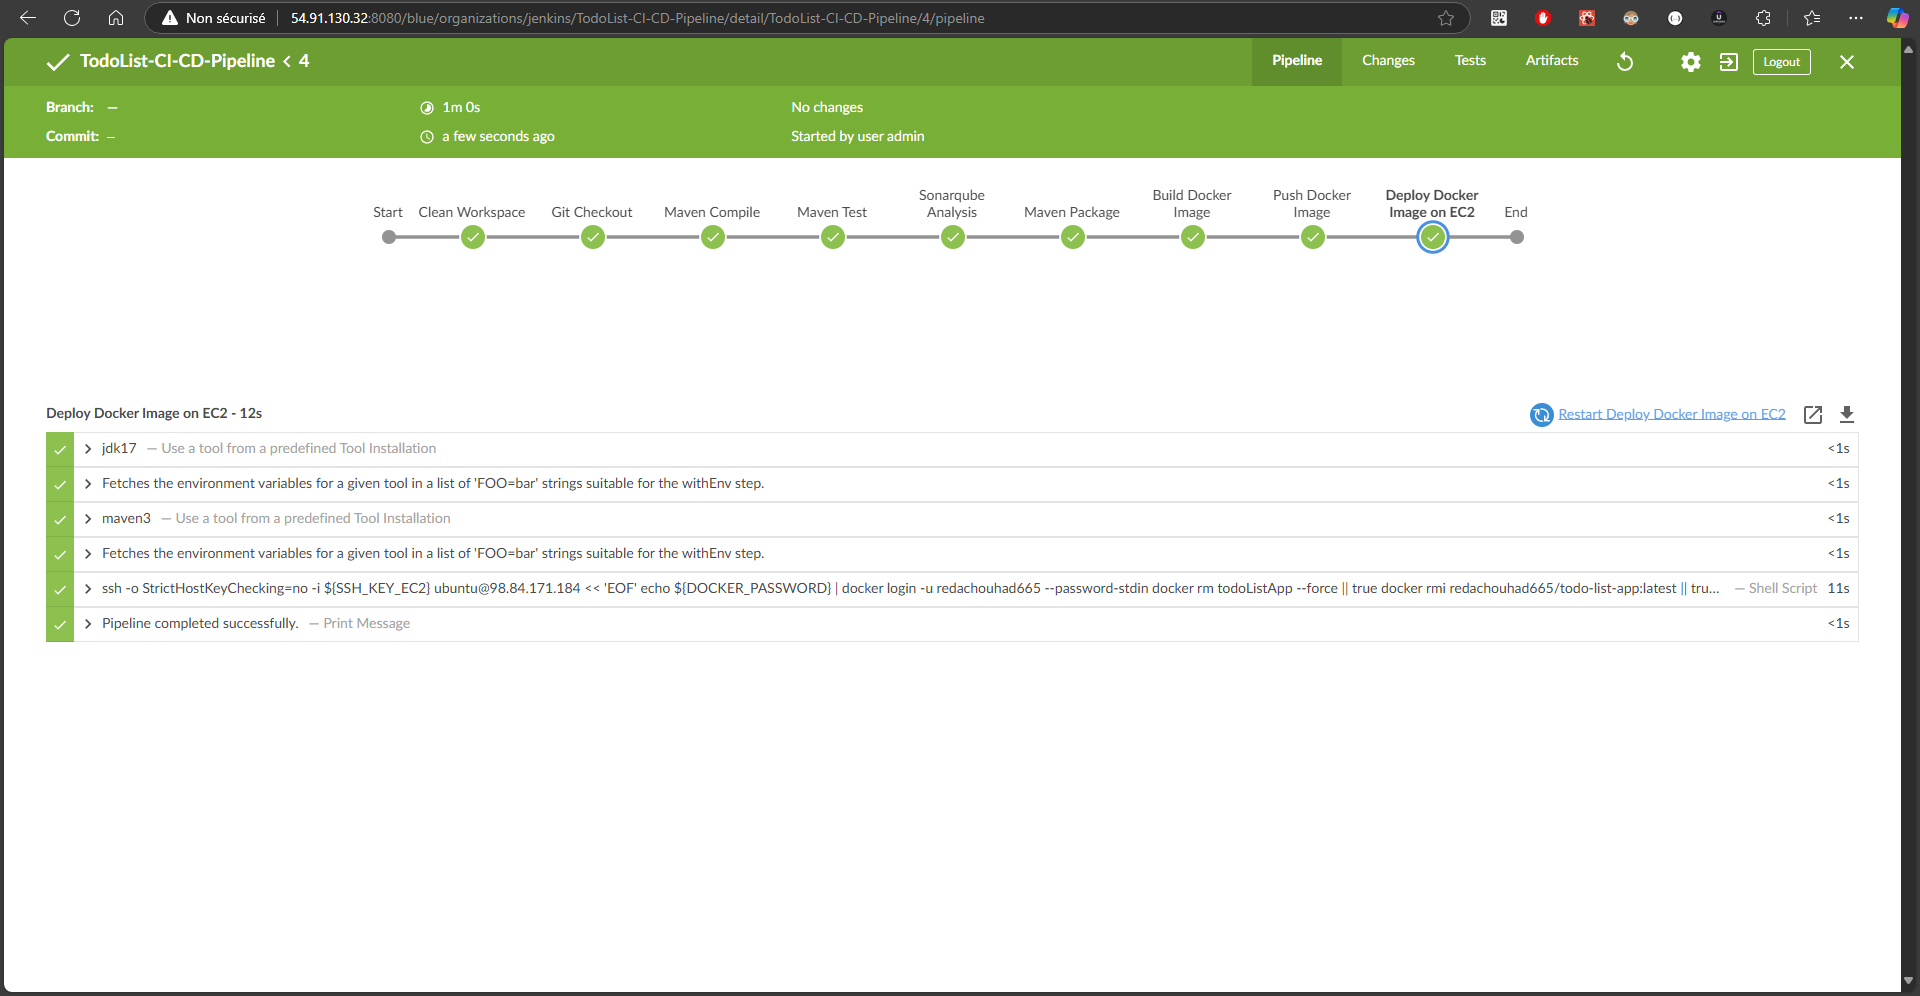 Non sécurisé
54.91.130.32:8080/blue/organizations/jenkins/TodoList-CI-CD-Pipeline/detail/TodoList-CI-CD-Pipeline/4/pipeline
TodoList-CI-CD-Pipeline < 4
Pipeline
Changes
Tests
Artifacts
Logout
Branch: —
1m 0s
No changes
Commit: —
a few seconds ago
Started by user admin
Start
Clean Workspace
Git Checkout
Maven Compile
Maven Test
Sonarqube
Analysis
Maven Package
Build Docker
Image
Push Docker
Image
Deploy Docker
Image on EC2
End
Deploy Docker Image on EC2 - 12s
Restart Deploy Docker Image on EC2
jdk17 — Use a tool from a predefined Tool Installation <1s
Fetches the environment variables for a given tool in a list of 'FOO=bar' strings suitable for the withEnv step. <1s
maven3 — Use a tool from a predefined Tool Installation <1s
Fetches the environment variables for a given tool in a list of 'FOO=bar' strings suitable for the withEnv step. <1s
ssh -o StrictHostKeyChecking=no -i ${SSH_KEY_EC2} ubuntu@98.84.171.184 << 'EOF' echo ${DOCKER_PASSWORD} | docker login -u redachouhad665 --password-stdin docker rm todoListApp --force || true docker rmi redachouhad665/todo-list-app:latest || tru... — Shell Script 11s
Pipeline completed successfully. — Print Message <1s